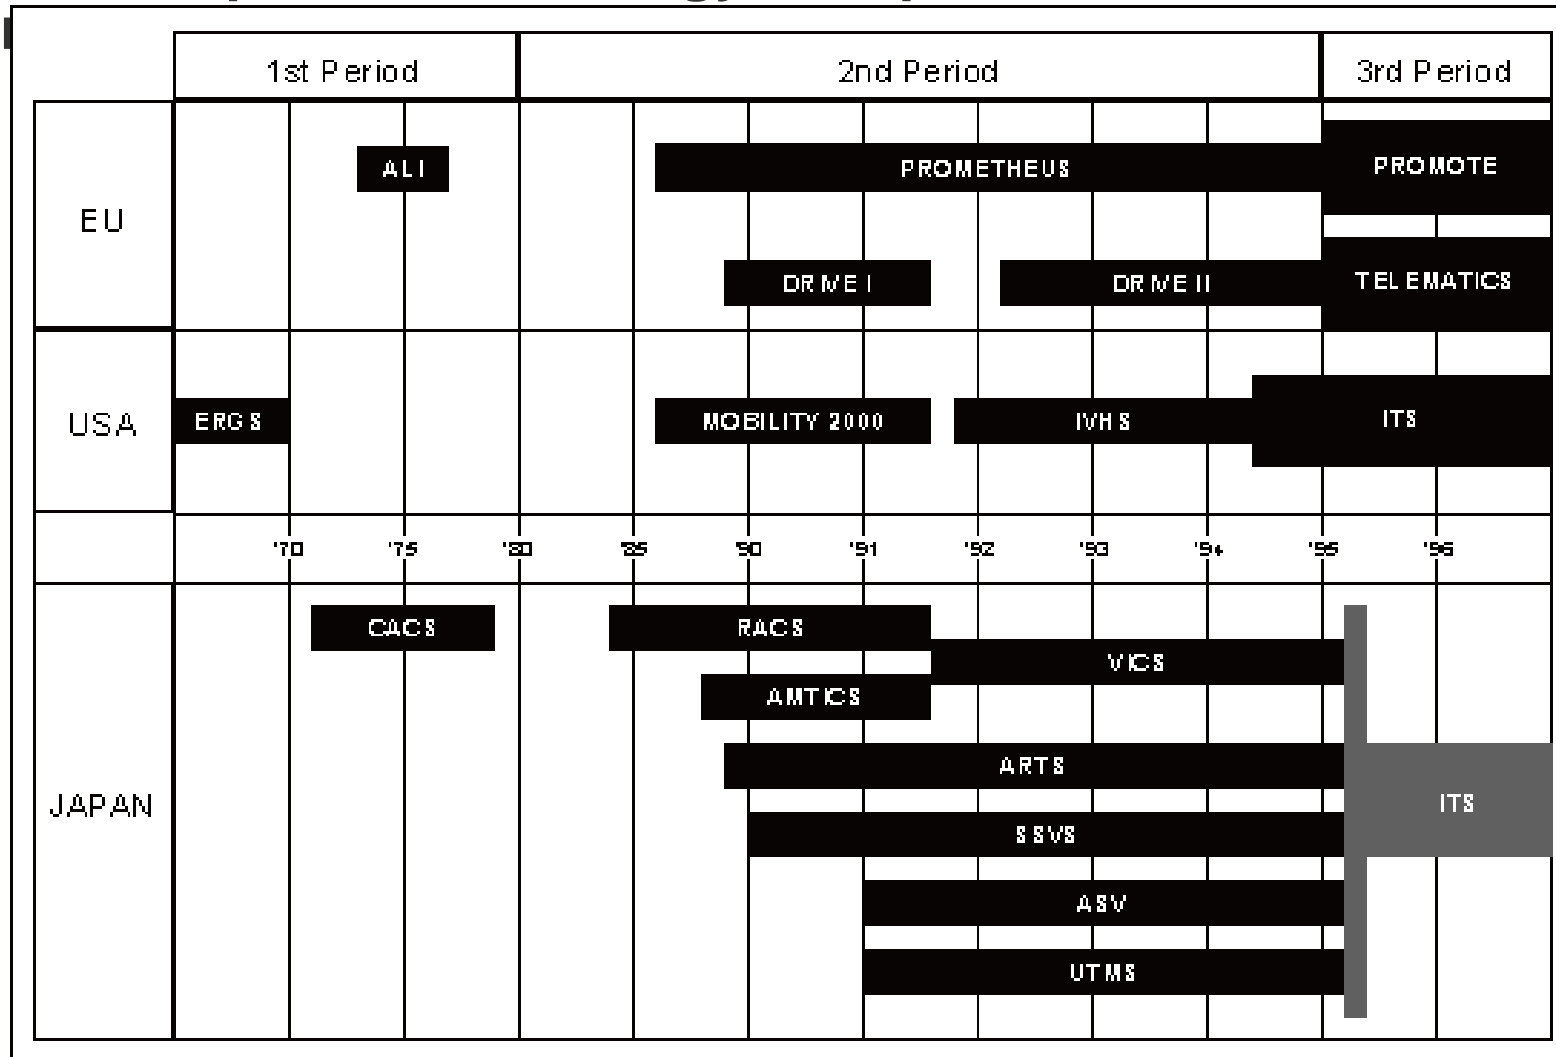 1st Period 2nd Period 3rd Period
ALI PROMETHEUS PROMOTE
EU
DRIVE I DRIVE II TELEMATICS
USA ERGS MOBILITY 2000 IVHS ITS
'70 '75 '80 '85 '90 '91 '92 '93 '94 '95 '96
CACS RACS
VICS
AMTICS
ARTS
JAPAN ITS
SSVS
ASV
UTMS